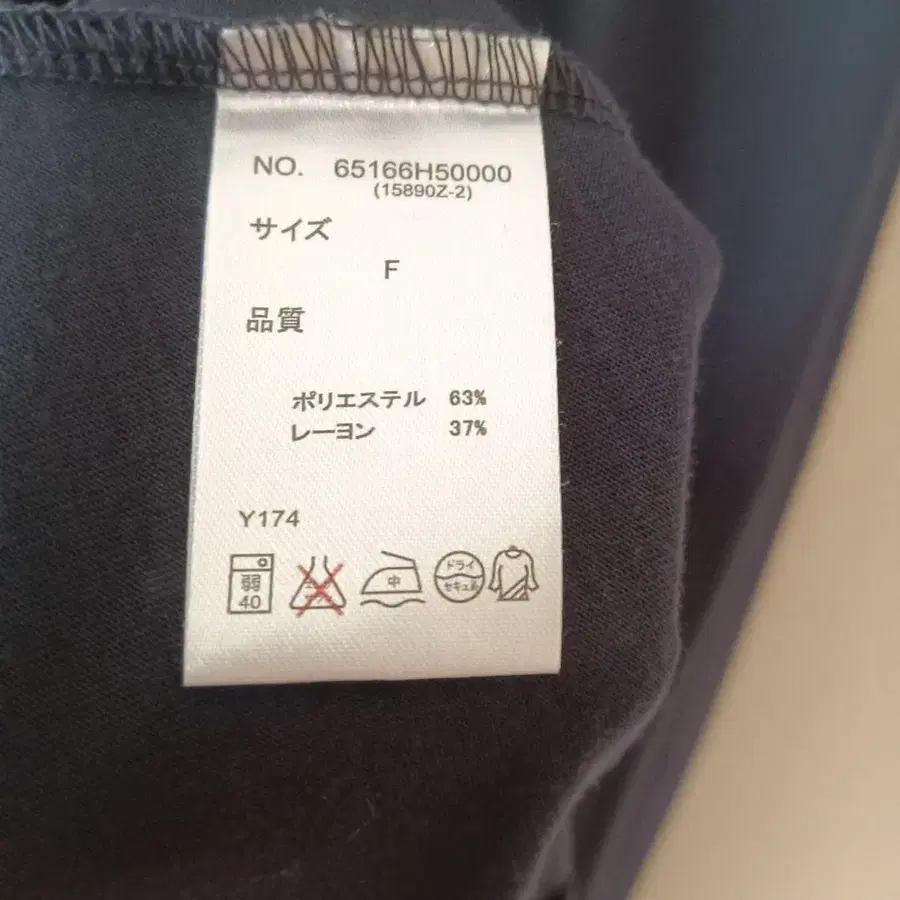 NO. 65166H50000
(15890Z-2)
サイズ
F
品質
ポリエステル 63%
レーヨン 37%
Y174
弱
40
中
ドライ
セキユ系